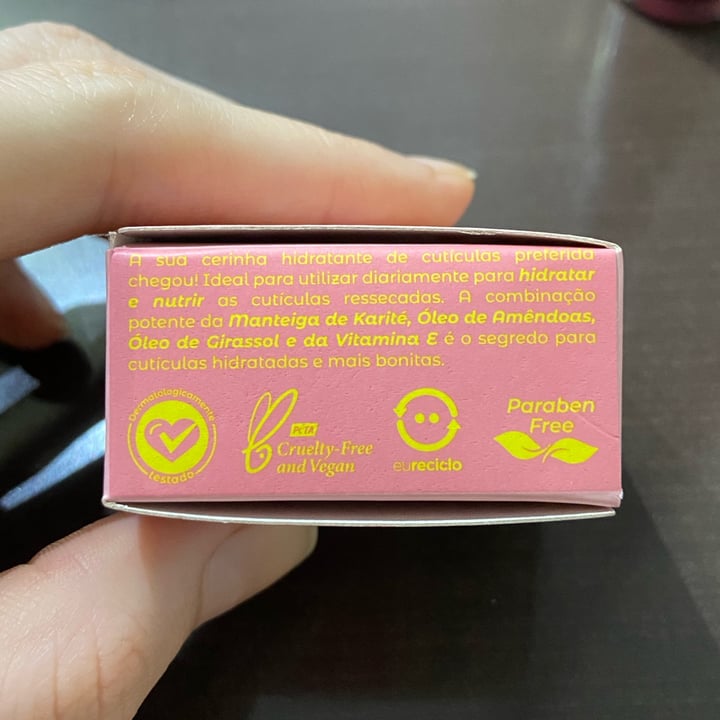 A sua cerinha hidratante de cutículas preferida
chegou! Ideal para utilizar diariamente para hidratar
e nutrir as cutículas ressecadas. A combinação
potente da Manteiga de Karité, Óleo de Amêndoas,
Óleo de Girassol e da Vitamina E é o segredo para
cutículas hidratadas e mais bonitas.
Dermatologicamente
testado
PeTA
Cruelty-Free
and Vegan
eureciclo
Paraben
Free